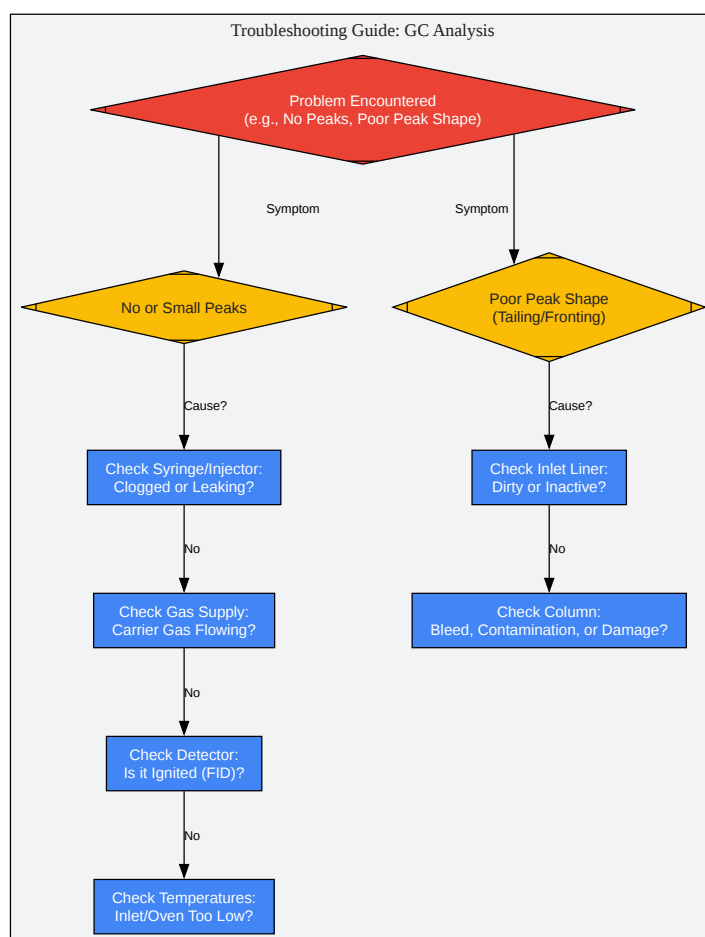 Troubleshooting Guide: GC Analysis
Problem Encountered
(e.g., No Peaks, Poor Peak Shape)
Symptom
Symptom
No or Small Peaks
Poor Peak Shape
(Tailing/Fronting)
Cause?
Cause?
Check Syringe/Injector:
Clogged or Leaking?
Check Inlet Liner:
Dirty or Inactive?
No
No
Check Gas Supply:
Carrier Gas Flowing?
Check Column:
Bleed, Contamination, or Damage?
No
Check Detector:
Is it Ignited (FID)?
No
Check Temperatures:
Inlet/Oven Too Low?